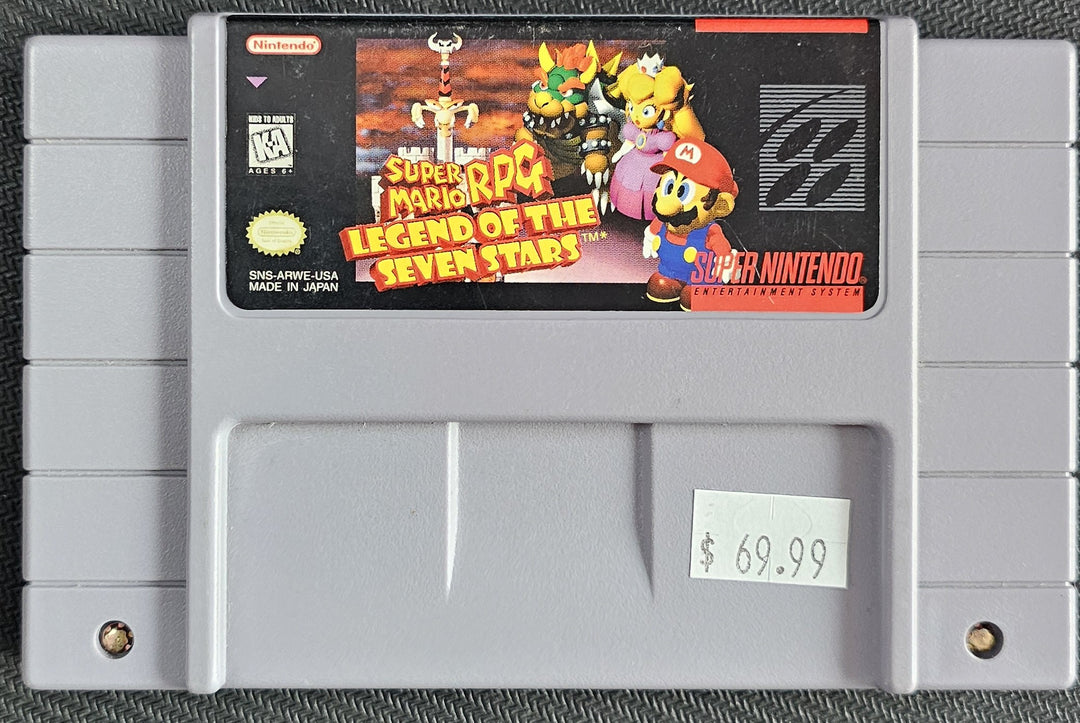 Nintendo®
KIDS TO ADULTS
K-A
AGES 6+
Nintendo
SNS-ARWE-USA
MADE IN JAPAN
SUPER
MARIO RPG
LEGEND OF THE
SEVEN STARS™*
M
SUPER NINTENDO®
ENTERTAINMENT SYSTEM
$ 69.99